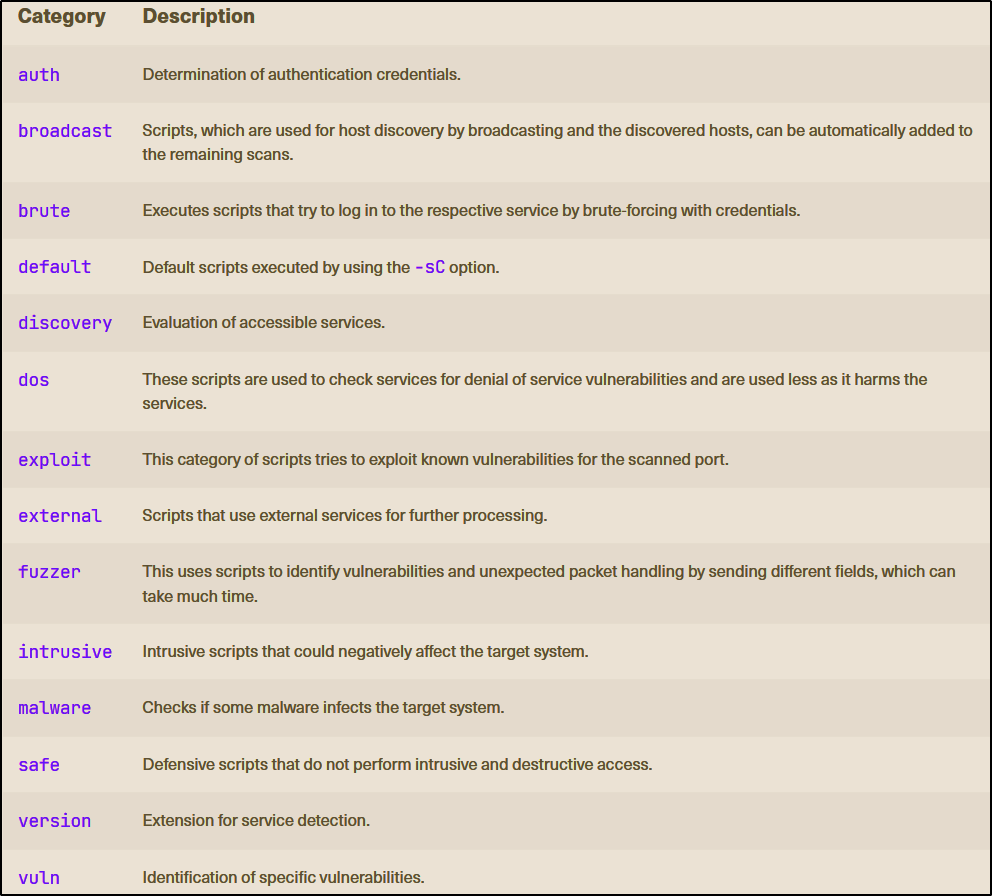 Category Description
auth Determination of authentication credentials.
broadcast Scripts, which are used for host discovery by broadcasting and the discovered hosts, can be automatically added to
the remaining scans.
brute Executes scripts that try to log in to the respective service by brute-forcing with credentials.
default Default scripts executed by using the -sC option.
discovery Evaluation of accessible services.
dos These scripts are used to check services for denial of service vulnerabilities and are used less as it harms the
services.
exploit This category of scripts tries to exploit known vulnerabilities for the scanned port.
external Scripts that use external services for further processing.
fuzzer This uses scripts to identify vulnerabilities and unexpected packet handling by sending different fields, which can
take much time.
intrusive Intrusive scripts that could negatively affect the target system.
malware Checks if some malware infects the target system.
safe Defensive scripts that do not perform intrusive and destructive access.
version Extension for service detection.
vuln Identification of specific vulnerabilities.